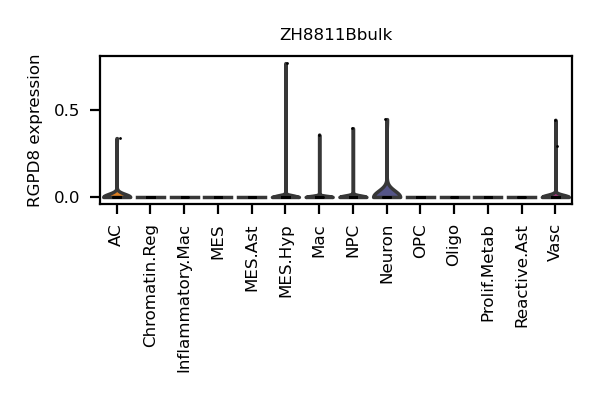 ZH8811Bbulk
RGPD8 expression
0.5
0.0
AC
Chromatin.Reg
Inflammatory.Mac
MES
MES.Ast
MES.Hyp
Mac
NPC
Neuron
OPC
Oligo
Prolif.Metab
Reactive.Ast
Vasc